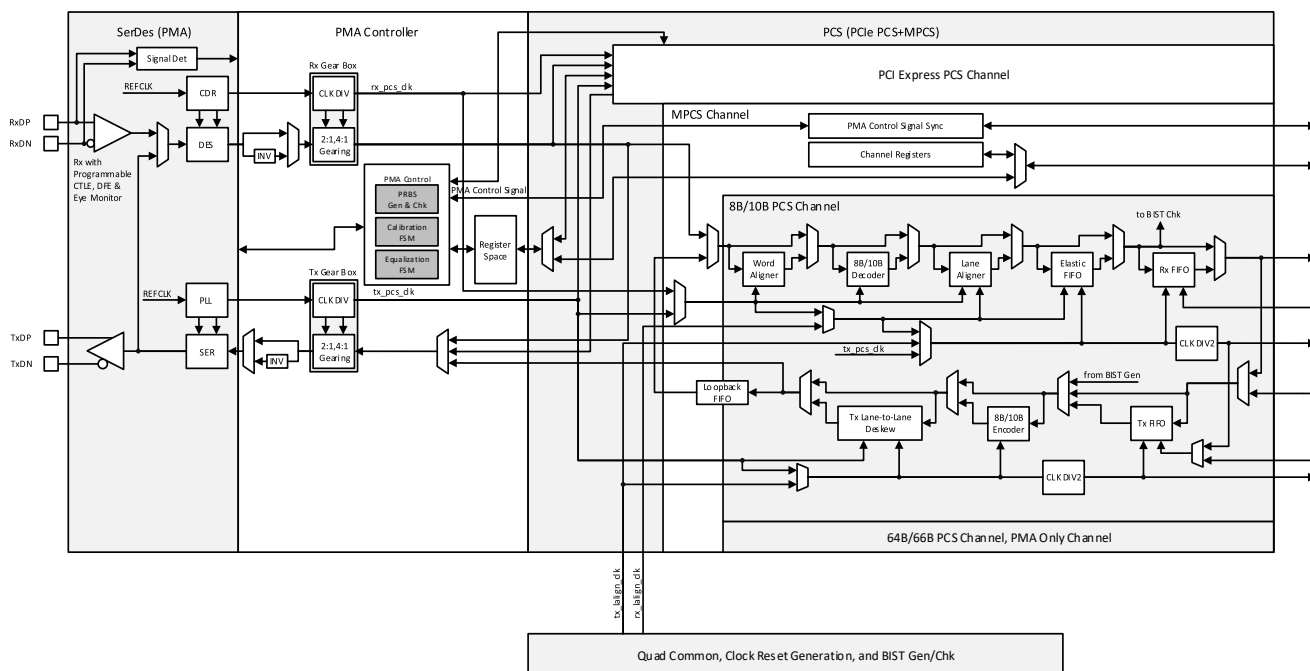 SerDes (PMA)
PMA Controller
PCS (PCIe PCS+MPCS)
Signal Det
Rx Gear Box
REFCLK
CDR
CLK DIV
rx_pcs_clk
PCI Express PCS Channel
MPCS Channel
RxDP
RxDN
DES
INV
2:1,4:1
Gearing
PMA Control Signal Sync
Channel Registers
Rx with
Programmable
CTLE, DFE &
Eye Monitor
PMA Control
PRBS
Gen & Chk
Calibration
FSM
Equalization
FSM
PMA Control Signal
Register
Space
8B/10B PCS Channel
to BIST Chk
Word
Aligner
8B/10B
Decoder
Lane
Aligner
Elastic
FIFO
Rx FIFO
Tx Gear Box
REFCLK
PLL
CLK DIV
tx_pcs_clk
TxDP
TxDN
SER
INV
2:1,4:1
Gearing
tx_pcs_clk
CLK DIV2
from BIST Gen
Loopback
FIFO
Tx Lane-to-Lane
Deskew
8B/10B
Encoder
Tx FIFO
CLK DIV2
64B/66B PCS Channel, PMA Only Channel
tx_lalign_clk
rx_lalign_clk
Quad Common, Clock Reset Generation, and BIST Gen/Chk